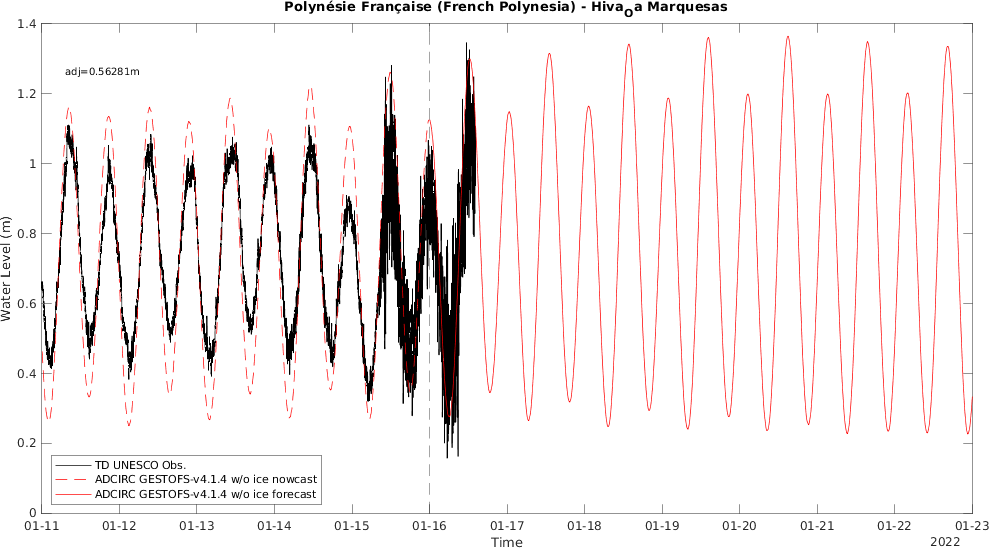 Polynésie Française (French Polynesia) - HivaOa Marquesas
1.4
adj=0.56281m
1.2
1
0.8
0.6
0.4
0.2
0
Water Level (m)
TD UNESCO Obs.
ADCIRC GESTOFS-v4.1.4 w/o ice nowcast
ADCIRC GESTOFS-v4.1.4 w/o ice forecast
01-11 01-12 01-13 01-14 01-15 01-16 01-17 01-18 01-19 01-20 01-21 01-22 01-23
Time
2022